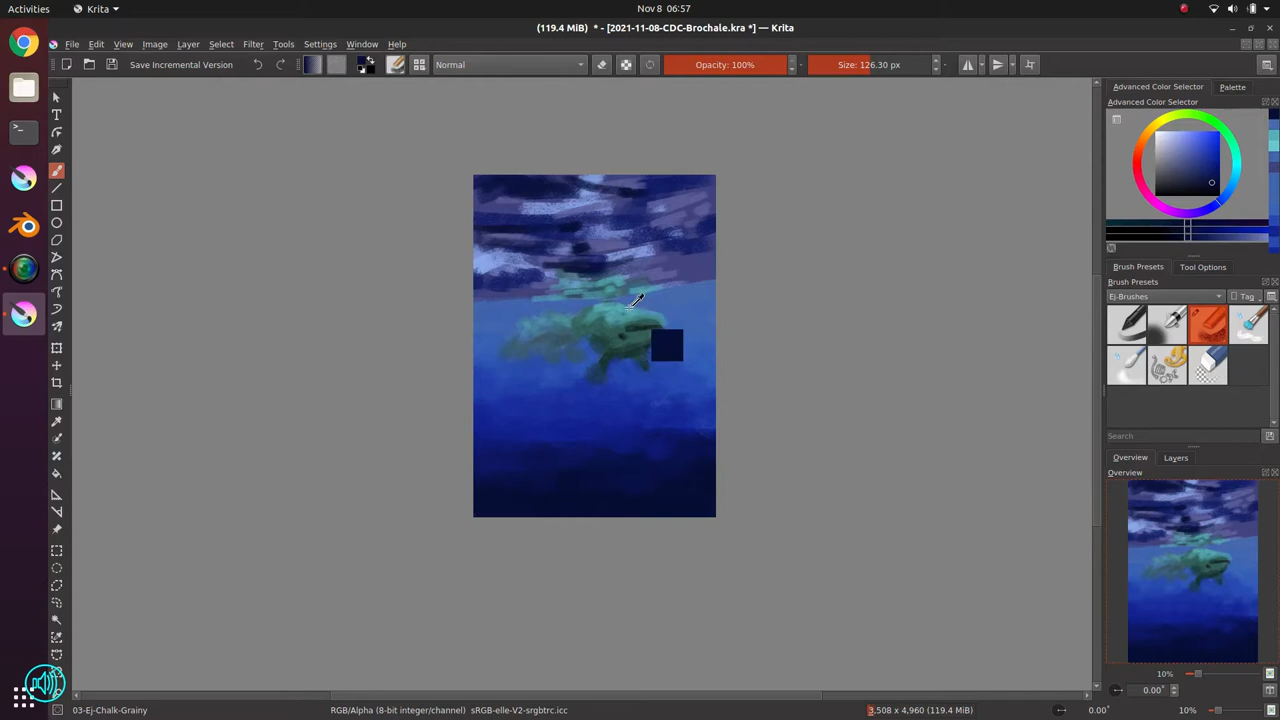 Activities
Krita
Nov 8 06:57
(119.4 MiB) * - [2021-11-08-CDC-Brochale.kra *] — Krita
File Edit View Image Layer Select Filter Tools Settings Window Help
Save Incremental Version
Normal
Opacity: 100%
Size: 126.30 px
Advanced Color Selector
Palette
Advanced Color Selector
Brush Presets
Tool Options
Brush Presets
Ej-Brushes
Tag
Search
Overview
Layers
Overview
10%
0.00°
03-Ej-Chalk-Grainy
RGB/Alpha (8-bit integer/channel) sRGB-elle-V2-srgbtrc.icc
3,508 x 4,960 (119.4 MiB)
0.00°
10%